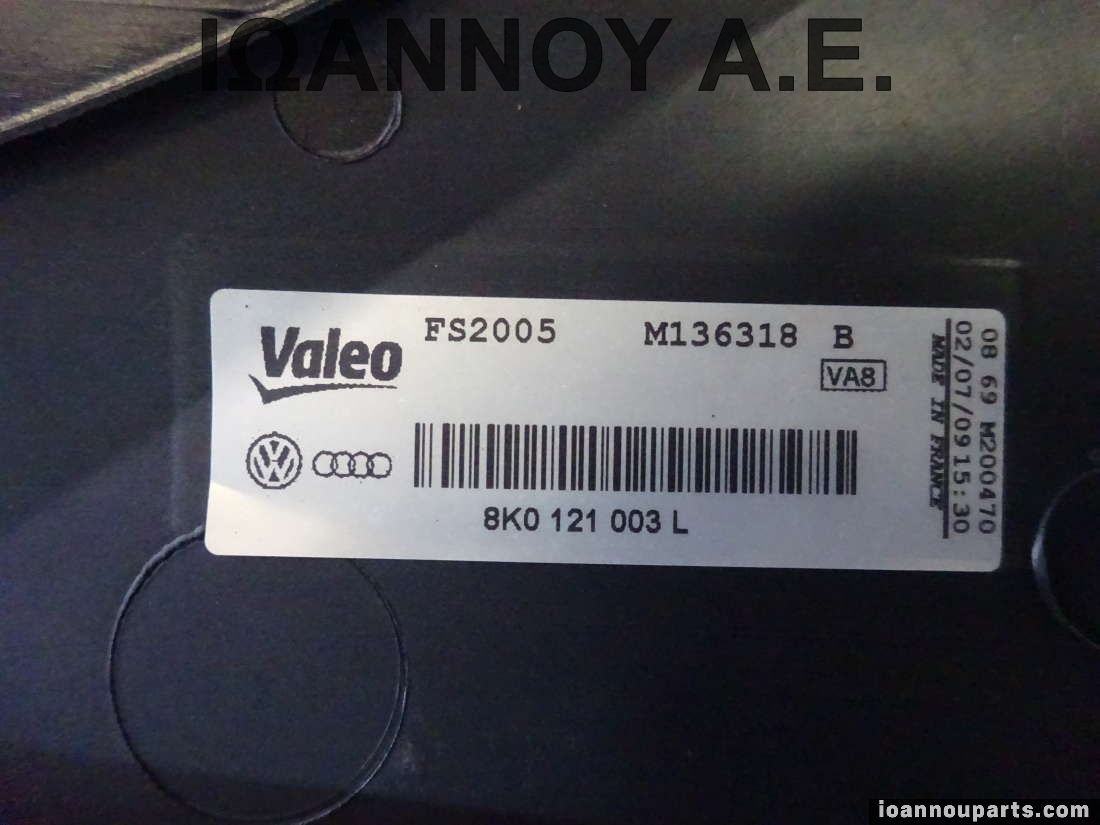 ΙΩΑΝΝΟΥ Α.Ε.
Valeo
FS2005 M136318 B
VA8
8K0 121 003 L
08 69 M200470
02/07/09 15:30
MADE IN FRANCE
ioannouparts.com